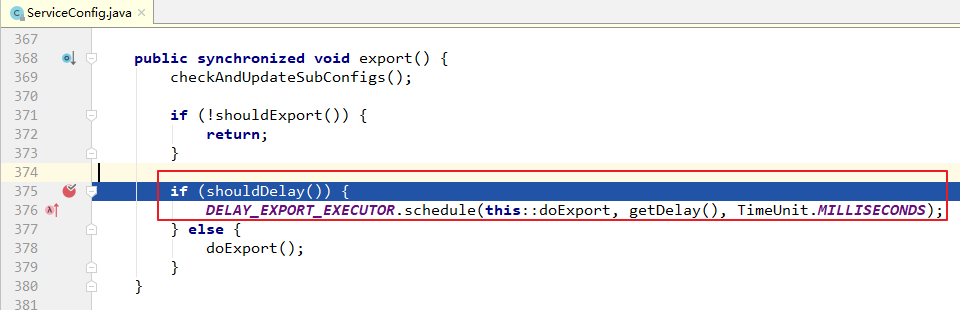 ServiceConfig.java
367
368 public synchronized void export() {
369 checkAndUpdateSubConfigs();
370
371 if (!shouldExport()) {
372 return;
373 }
374
375 if (shouldDelay()) {
376 DELAY_EXPORT_EXECUTOR.schedule(this::doExport, getDelay(), TimeUnit.MILLISECONDS);
377 } else {
378 doExport();
379 }
380 }
381